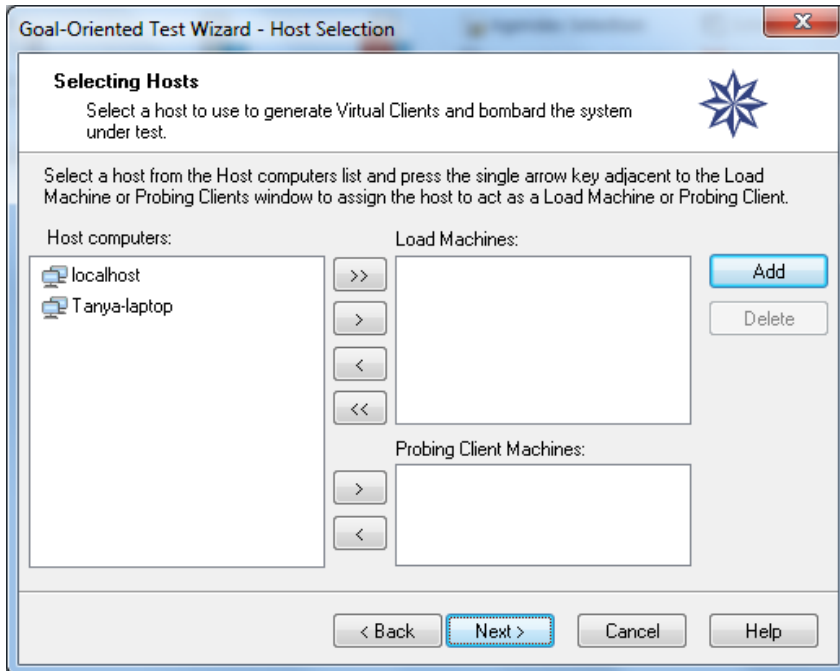 Goal-Oriented Test Wizard - Host Selection
Selecting Hosts
Select a host to use to generate Virtual Clients and bombard the system
under test.
Select a host from the Host computers list and press the single arrow key adjacent to the Load
Machine or Probing Clients window to assign the host to act as a Load Machine or Probing Client.
Host computers:
localhost
Tanya-laptop
>>
>
<
<<
>
<
Load Machines:
Probing Client Machines:
Add
Delete
< Back
Next >
Cancel
Help